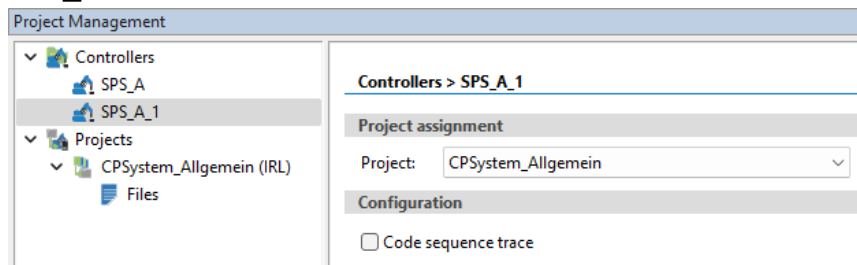 Project Management
Controllers
SPS_A
SPS_A_1
Projects
CPSystem_Allgemein (IRL)
Files
Controllers > SPS_A_1
Project assignment
Project: CPSystem_Allgemein
Configuration
Code sequence trace